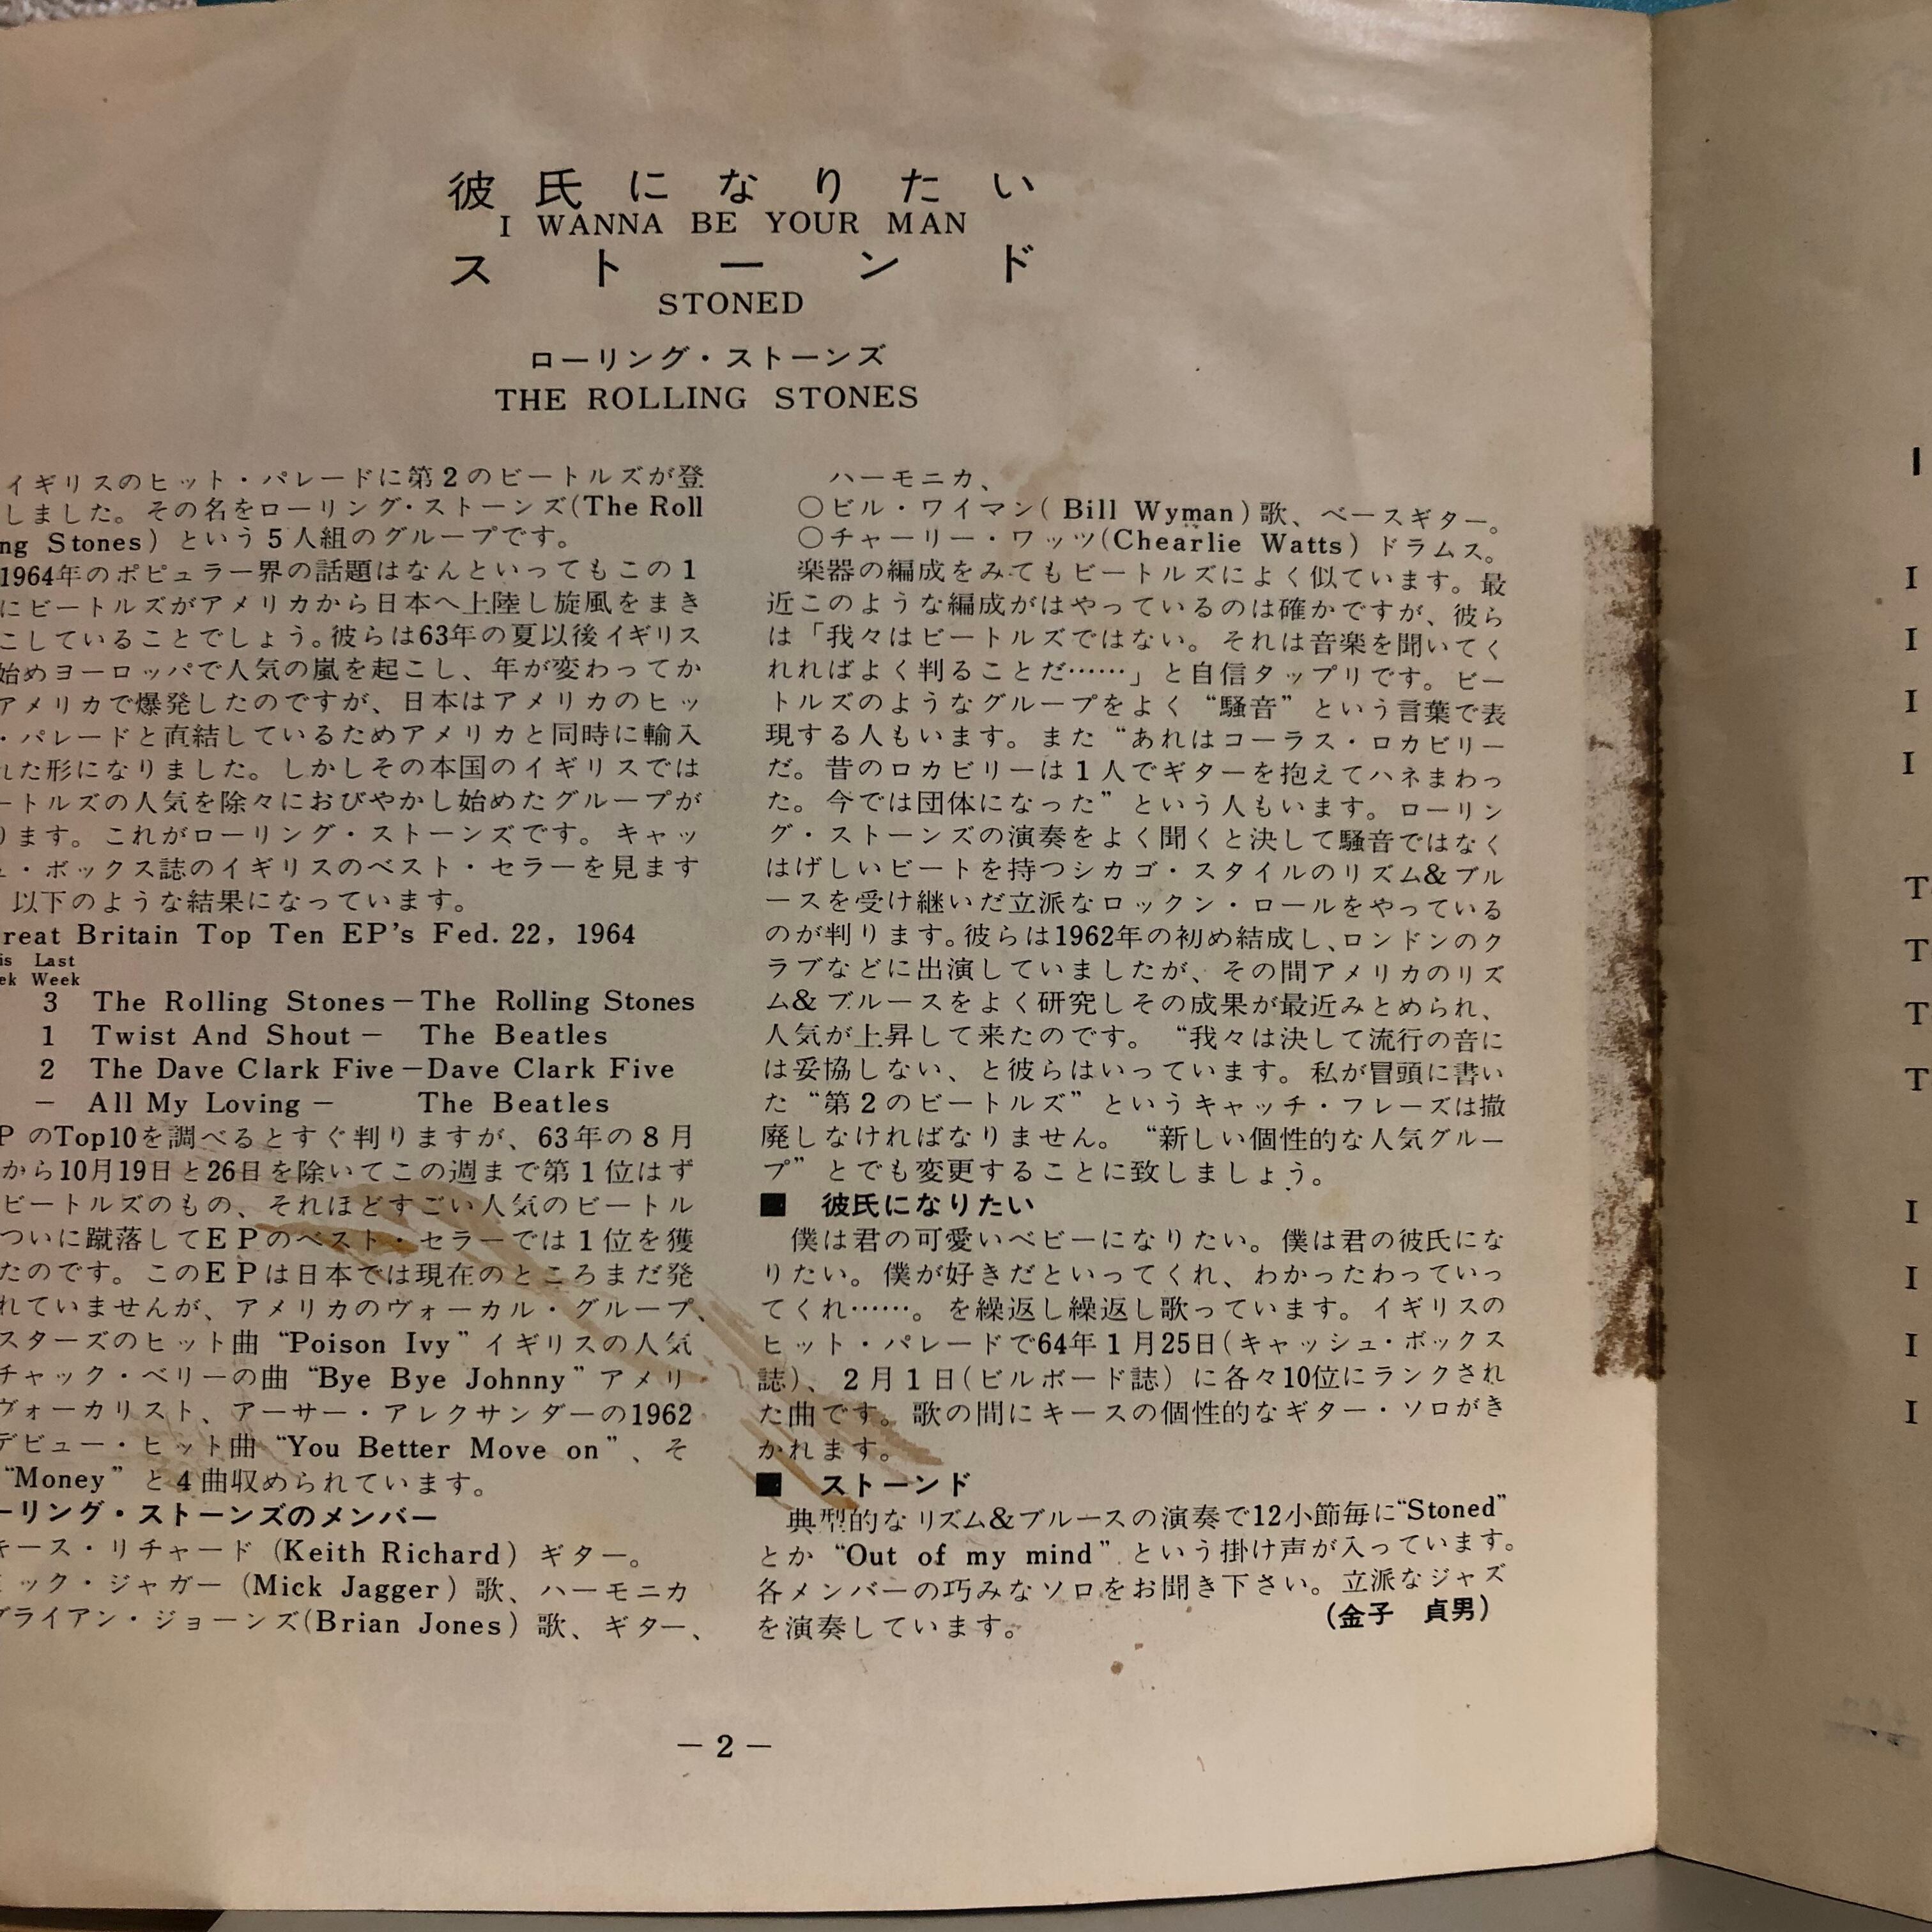 彼氏になりたい
I WANNA BE YOUR MAN
ストーンド
STONED
ローリング・ストーンズ
THE ROLLING STONES
イギリスのヒット・パレードに第2のビートルズが登
しました。その名をローリング・ストーンズ(The Roll
ng Stones) という5人組のグループです。
1964年のポピュラー界の話題はなんといってもこの1
にビートルズがアメリカから日本へ上陸し旋風をまき
こしていることでしょう。彼らは63年の夏以後イギリス
始めヨーロッパで人気の嵐を起こし、年が変わってか
アメリカで爆発したのですが、日本はアメリカのヒッ
・パレードと直結しているためアメリカと同時に輸入
れた形になりました。しかしその本国のイギリスでは
ートルズの人気を除々におびやかし始めたグループが
ります。これがローリング・ストーンズです。キャッ
ュ・ボックス誌のイギリスのベスト・セラーを見ます
以下のような結果になっています。
reat Britain Top Ten EP's Fed. 22, 1964
is Last
ek Week
3 The Rolling Stones－The Rolling Stones
1 Twist And Shout－ The Beatles
2 The Dave Clark Five－Dave Clark Five
－ All My Loving－ The Beatles
P のTop10を調べるとすぐ判りますが、63年の8月
から10月19日と26日を除いてこの週まで第1位はず
ビートルズのもの、それほどすごい人気のビートル
ついに蹴落してEPのベスト・セラーでは1位を獲
たのです。このEPは日本では現在のところまだ発
れていませんが、アメリカのヴォーカル・グループ、
スターズのヒット曲 “Poison Ivy” イギリスの人気
チャック・ベリーの曲 “Bye Bye Johnny” アメリ
ヴォーカリスト、アーサー・アレクサンダーの1962
デビュー・ヒット曲 “You Better Move on”、そ
“Money” と4曲収められています。
ーリング・ストーンズのメンバー
キース・リチャード (Keith Richard) ギター。
ミック・ジャガー (Mick Jagger) 歌、ハーモニカ
ブライアン・ジョーンズ(Brian Jones) 歌、ギター、
ハーモニカ、
○ビル・ワイマン( Bill Wyman) 歌、ベースギター。
○チャーリー・ワッツ(Chearlie Watts) ドラムス。
楽器の編成をみてもビートルズによく似ています。最
近このような編成がはやっているのは確かですが、彼ら
は「我々はビートルズではない。それは音楽を聞いてく
れればよく判ることだ……」と自信タップリです。ビー
トルズのようなグループをよく “騒音” という言葉で表
現する人もいます。また “あれはコーラス・ロカビリー
だ。昔のロカビリーは1人でギターを抱えてハネまわっ
た。今では団体になった” という人もいます。ローリン
グ・ストーンズの演奏をよく聞くと決して騒音ではなく
はげしいビートを持つシカゴ・スタイルのリズム&ブル
ースを受け継いだ立派なロックン・ロールをやっている
のが判ります。彼らは1962年の初め結成し、ロンドンのク
ラブなどに出演していましたが、その間アメリカのリズ
ム&ブルースをよく研究しその成果が最近みとめられ、
人気が上昇して来たのです。“我々は決して流行の音に
は妥協しない、と彼らはいっています。私が冒頭に書い
た “第2のビートルズ” というキャッチ・フレーズは撤
廃しなければなりません。 “新しい個性的な人気グルー
プ” とでも変更することに致しましょう。
■ 彼氏になりたい
僕は君の可愛いベビーになりたい。僕は君の彼氏にな
りたい。僕が好きだといってくれ、わかったわっていっ
てくれ……。を繰返し繰返し歌っています。イギリスの
ヒット・パレードで64年1月25日(キャッシュ・ボックス
誌)、2月1日(ビルボード誌) に各々10位にランクされ
た曲です。歌の間にキースの個性的なギター・ソロがき
かれます。
■ ストーンド
典型的なリズム&ブルースの演奏で12小節毎に“Stoned”
とか “Out of my mind” という掛け声が入っています。
各メンバーの巧みなソロをお聞き下さい。立派なジャズ
を演奏しています。
(金子 貞男)
－2－
I
I
I
I
I
T
T
T
T
I
I
I
I